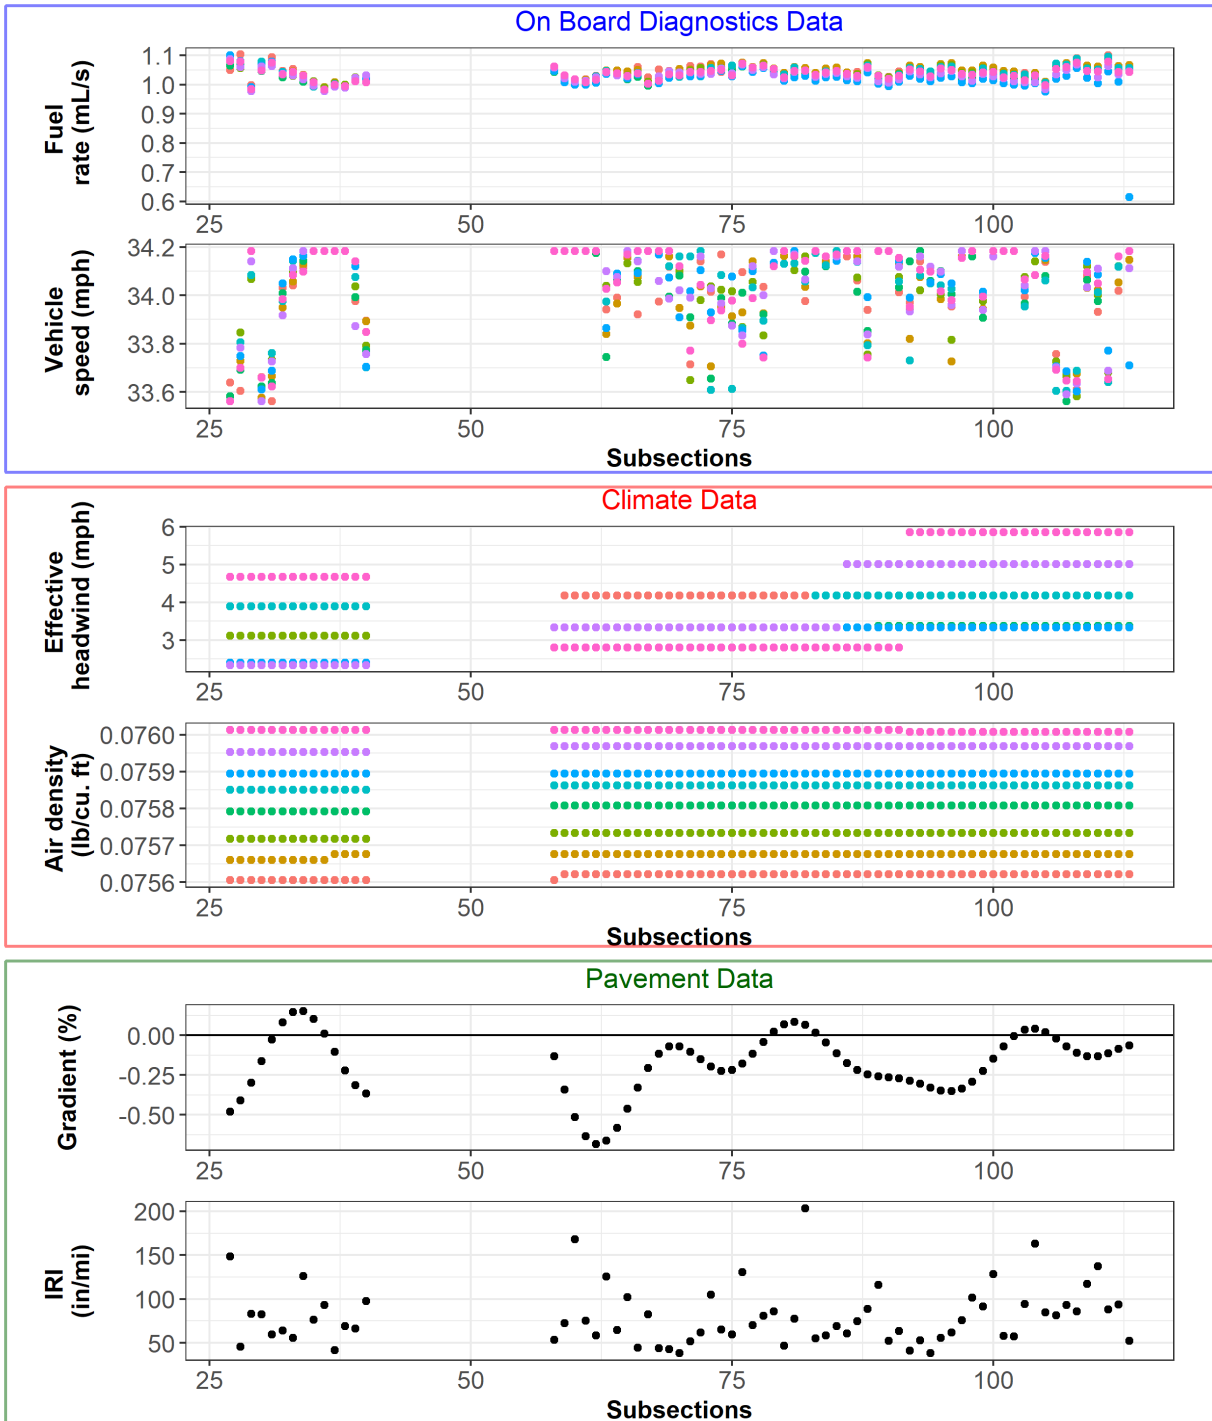 On Board Diagnostics Data
Fuel
rate (mL/s)
1.1
1.0
0.9
0.8
0.7
0.6
25 50 75 100
Vehicle
speed (mph)
34.2
34.0
33.8
33.6
25 50 75 100
Subsections
Climate Data
Effective
headwind (mph)
6
5
4
3
25 50 75 100
Air density
(lb/cu. ft)
0.0760
0.0759
0.0758
0.0757
0.0756
25 50 75 100
Subsections
Pavement Data
Gradient (%)
0.00
-0.25
-0.50
25 50 75 100
IRI
(in/mi)
200
150
100
50
25 50 75 100
Subsections